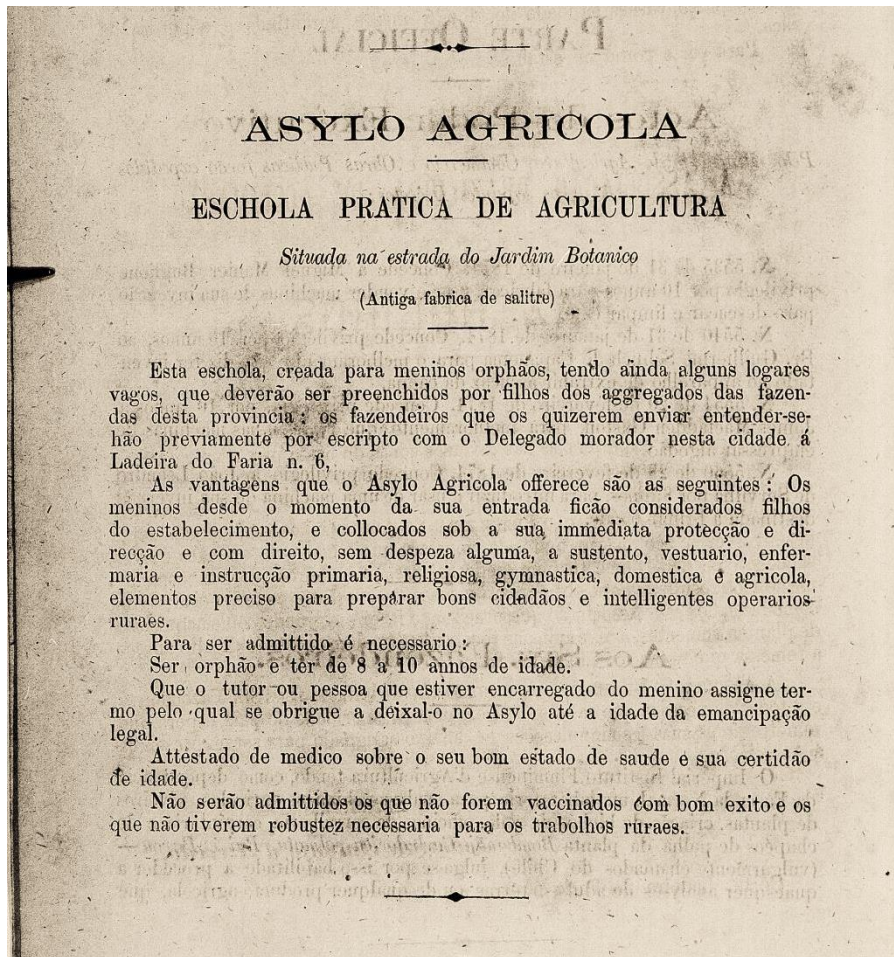 ASYLO AGRICOLA
ESCHOLA PRATICA DE AGRICULTURA
Situada na estrada do Jardim Botanico
(Antiga fabrica de salitre)
Esta eschola, creada para meninos orphãos, tendo ainda alguns logares
vagos, que deverão ser preenchidos por filhos dos aggregados das fazen-
das desta provincia; os fazendeiros que os quizerem enviar entender-se-
hão previamente por escripto com o Delegado morador nesta cidade á
Ladeira do Faria n. 6,
As vantagens que o Asylo Agricola offerece são as seguintes: Os
meninos desde o momento da sua entrada ficão considerados filhos
do estabelecimento, e collocados sob a sua immediata protecção e di-
recção e com direito, sem despeza alguma, a sustento, vestuario, enfer-
maria e instrucção primaria, religiosa, gymnastica, domestica e agricola,
elementos preciso para preparar bons cidadãos e intelligentes operarios
ruraes.
Para ser admittido é necessario:
Ser orphão e ter de 8 a 10 annos de idade.
Que o tutor ou pessoa que estiver encarregado do menino assigne ter-
mo pelo qual se obrigue a deixal-o no Asylo até a idade da emancipação
legal.
Attestado de medico sobre o seu bom estado de saude e sua certidão
de idade.
Não serão admittidos os que não forem vaccinados com bom exito e os
que não tiverem robustez necessaria para os trabolhos ruraes.